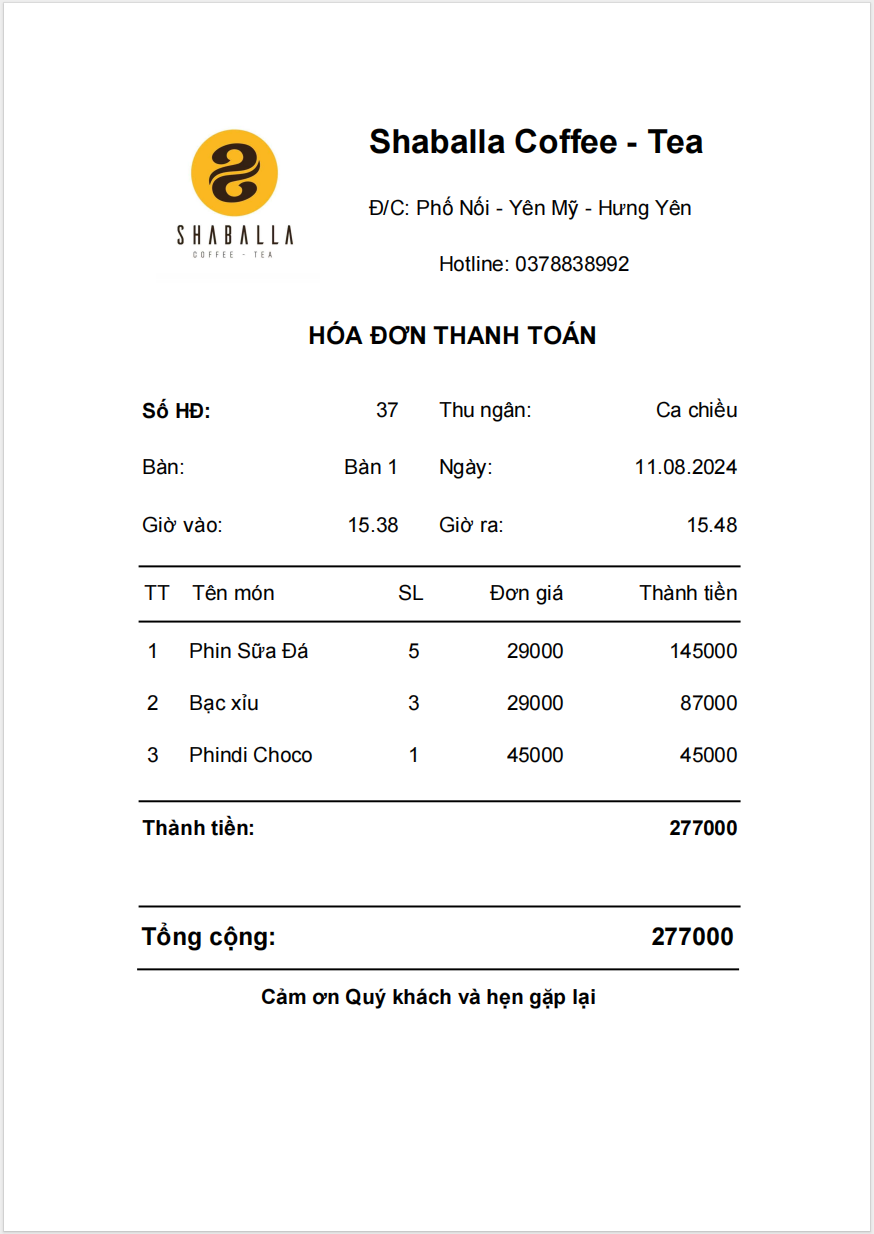 SHABALLA
COFFEE - TEA
Shaballa Coffee - Tea
Đ/C: Phố Nối - Yên Mỹ - Hưng Yên
Hotline: 0378838992
HÓA ĐƠN THANH TOÁN
Số HĐ: 37 Thu ngân: Ca chiều
Bàn: Bàn 1 Ngày: 11.08.2024
Giờ vào: 15.38 Giờ ra: 15.48
TT Tên món SL Đơn giá Thành tiền
1 Phin Sữa Đá 5 29000 145000
2 Bạc xỉu 3 29000 87000
3 Phindi Choco 1 45000 45000
Thành tiền: 277000
Tổng cộng: 277000
Cảm ơn Quý khách và hẹn gặp lại